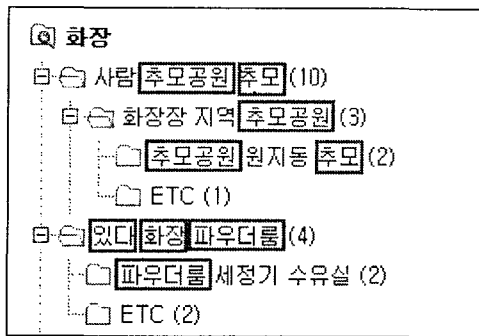 화장
사람 추모공원 추모 (10)
화장장 지역 추모공원 (3)
추모공원 원지동 추모 (2)
ETC (1)
있다 화장 파우더룸 (4)
파우더룸 세정기 수유실 (2)
ETC (2)